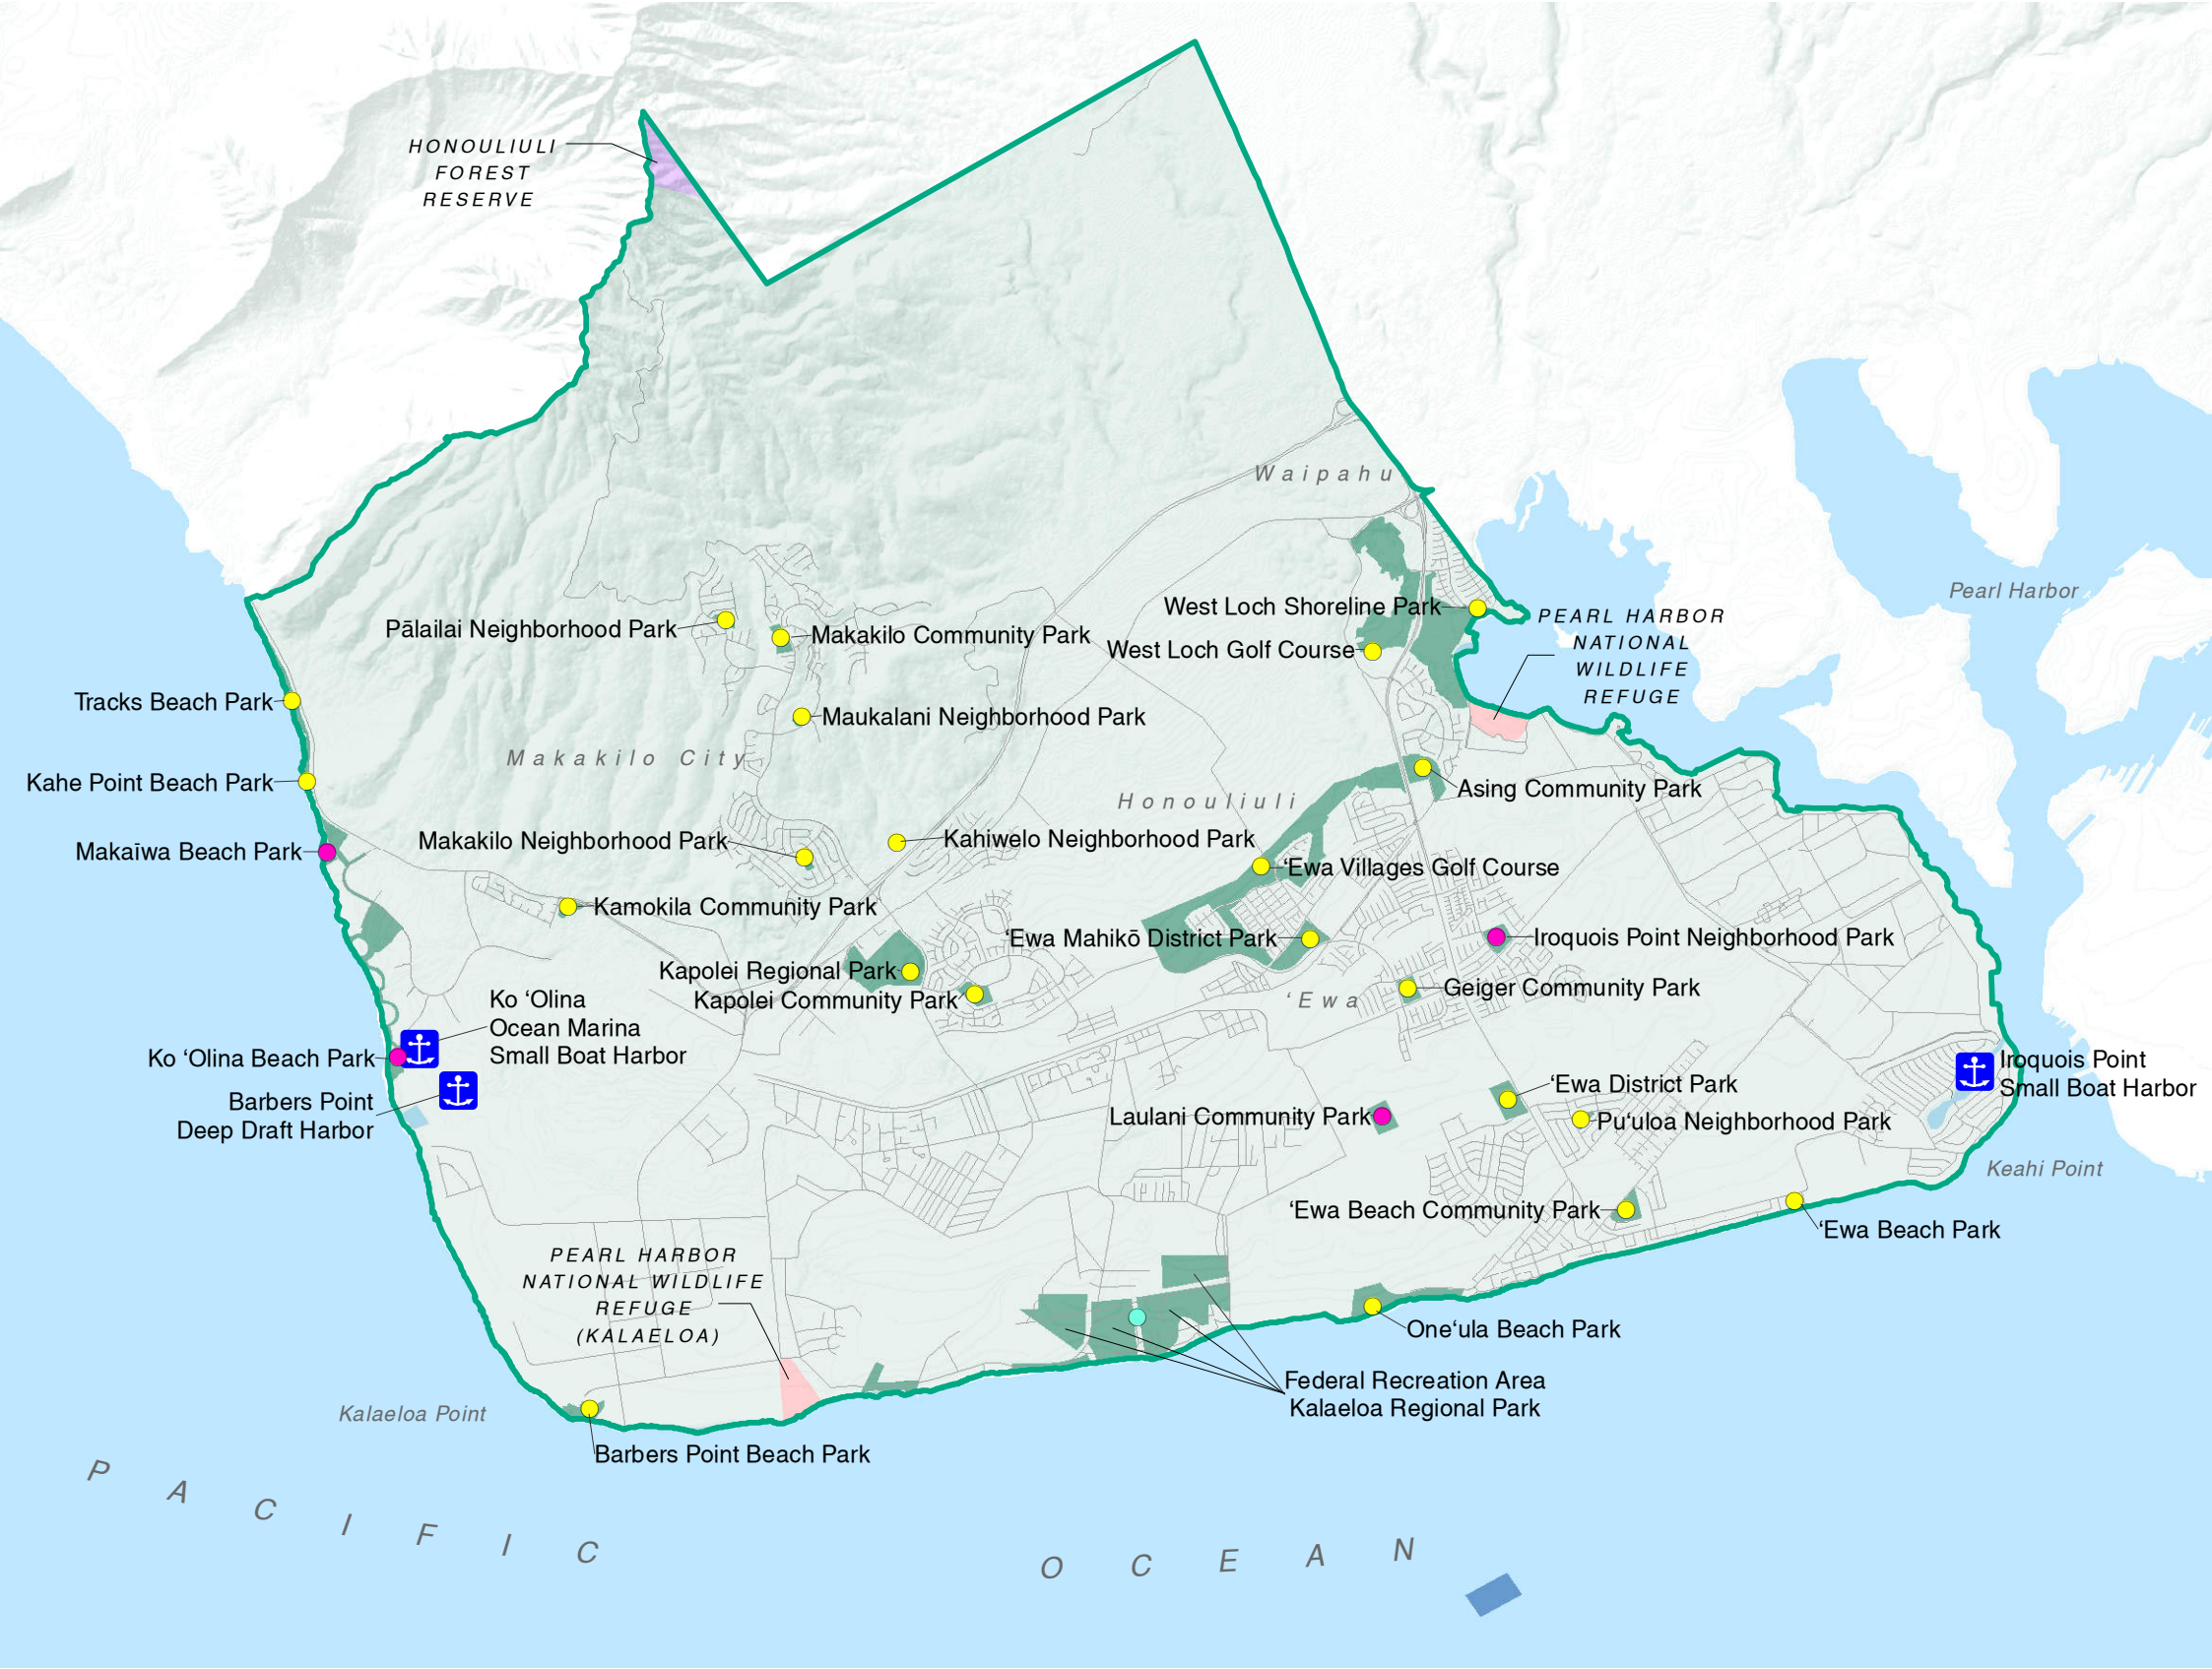 HONOULIULI
FOREST
RESERVE
Waipahu
Pearl Harbor
West Loch Shoreline Park
PEARL HARBOR
NATIONAL
WILDLIFE
REFUGE
Pālailai Neighborhood Park
Makakilo Community Park
West Loch Golf Course
Tracks Beach Park
Maukalani Neighborhood Park
Makakilo City
Kahe Point Beach Park
Asing Community Park
Honouliuli
Makakilo Neighborhood Park
Kahiwelo Neighborhood Park
Makaīwa Beach Park
ʻEwa Villages Golf Course
Kamokila Community Park
ʻEwa Mahikō District Park
Iroquois Point Neighborhood Park
Kapolei Regional Park
Kapolei Community Park
Geiger Community Park
ʻEwa
Ko ʻOlina
Ocean Marina
Small Boat Harbor
Ko ʻOlina Beach Park
Iroquois Point
Small Boat Harbor
Barbers Point
Deep Draft Harbor
ʻEwa District Park
Laulani Community Park
Puʻuloa Neighborhood Park
Keahi Point
ʻEwa Beach Community Park
ʻEwa Beach Park
PEARL HARBOR
NATIONAL WILDLIFE
REFUGE
(KALAELOA)
Oneʻula Beach Park
Federal Recreation Area
Kalaeloa Regional Park
Kalaeloa Point
Barbers Point Beach Park
PACIFIC OCEAN